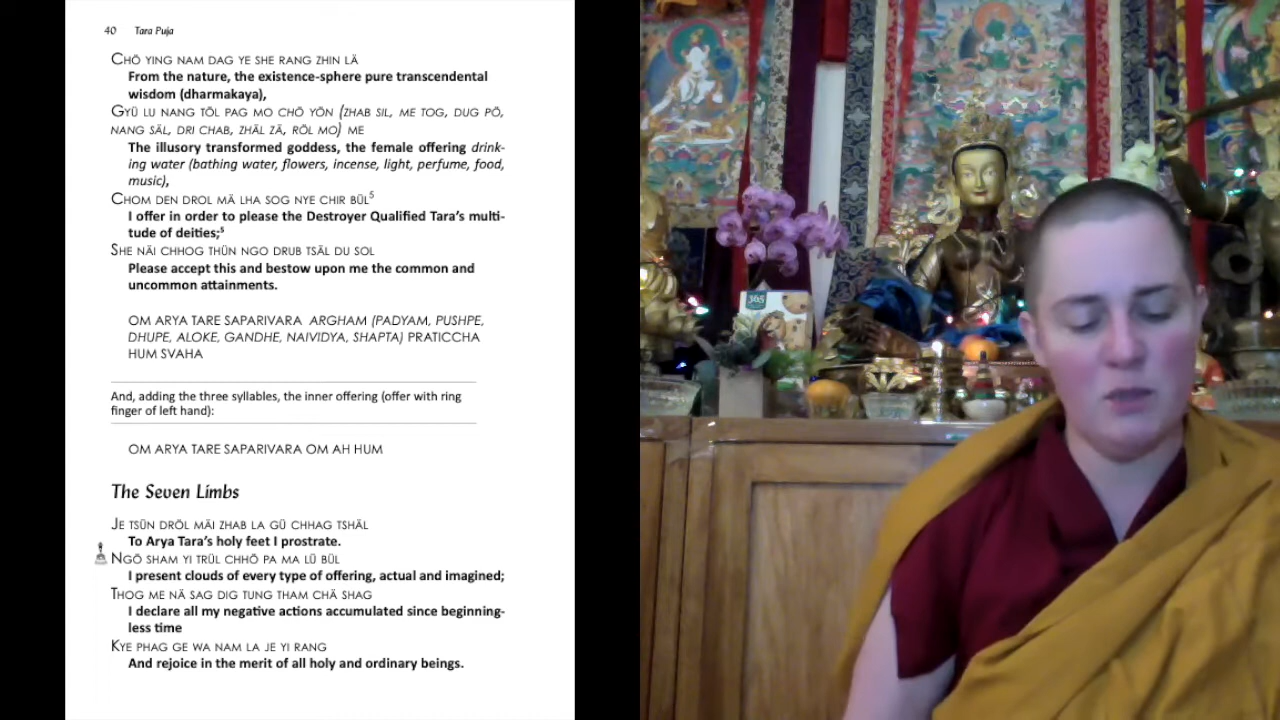 40 Tara Puja
CHÖ YING NAM DAG YE SHE RANG ZHIN LÄ
From the nature, the existence-sphere pure transcendental
wisdom (dharmakaya),
GYÜ LU NANG TÖL PAG MO CHÖ YÖN (ZHAB SIL, ME TOG, DUG PÖ,
NANG SÄL, DRI CHAB, ZHÄL ZÄ, RÖL MO) ME
The illusory transformed goddess, the female offering drink-
ing water (bathing water, flowers, incense, light, perfume, food,
music),
CHOM DEN DROL MÄ LHA SOG NYE CHIR BÜL⁵
I offer in order to please the Destroyer Qualified Tara’s multi-
tude of deities;⁵
SHE NÄI CHHOG THÜN NGO DRUB TSÄL DU SOL
Please accept this and bestow upon me the common and
uncommon attainments.
OM ARYA TARE SAPARIVARA ARGHAM (PADYAM, PUSHPE,
DHUPE, ALOKE, GANDHE, NAIVIDYA, SHAPTA) PRATICCHA
HUM SVAHA
And, adding the three syllables, the inner offering (offer with ring
finger of left hand):
OM ARYA TARE SAPARIVARA OM AH HUM
The Seven Limbs
JE TSÜN DRÖL MÄI ZHAB LA GÜ CHHAG TSHÄL
To Arya Tara’s holy feet I prostrate.
NGÖ SHAM YI TRÜL CHHÖ PA MA LÜ BÜL
I present clouds of every type of offering, actual and imagined;
THOG ME NÄ SAG DIG TUNG THAM CHÄ SHAG
I declare all my negative actions accumulated since beginning-
less time
KYE PHAG GE WA NAM LA JE YI RANG
And rejoice in the merit of all holy and ordinary beings.
365